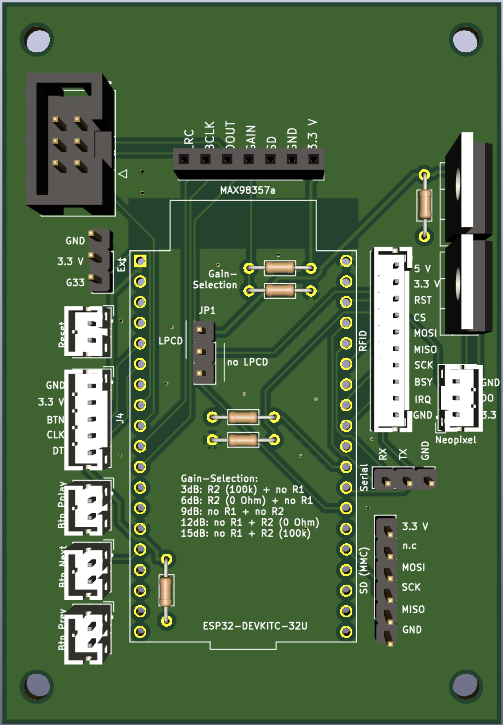 LRC
BCLK
DOUT
GAIN
SD
GND
3.3 V
MAX98357a
GND
3.3 V
G33
Ext
Gain-
Selection
5 V
3.3 V
RST
CS
MOSI
MISO
SCK
BSY
IRQ
GND
RFID
Reset
JP1
LPCD
no LPCD
GND
3.3 V
BTN
CLK
DT
J4
GND
DO
3.3
Neopixel
RX
TX
GND
Serial
Gain-Selection:
3dB: R2 (100k) + no R1
6dB: R2 (0 Ohm) + no R1
9dB: no R1 + no R2
12dB: no R1 + R2 (0 Ohm)
15dB: no R1 + R2 (100k)
Btn Next
Btn Prev
3.3 V
n.c
MOSI
SCK
MISO
GND
SD (MMC)
ESP32-DEVKITC-32U